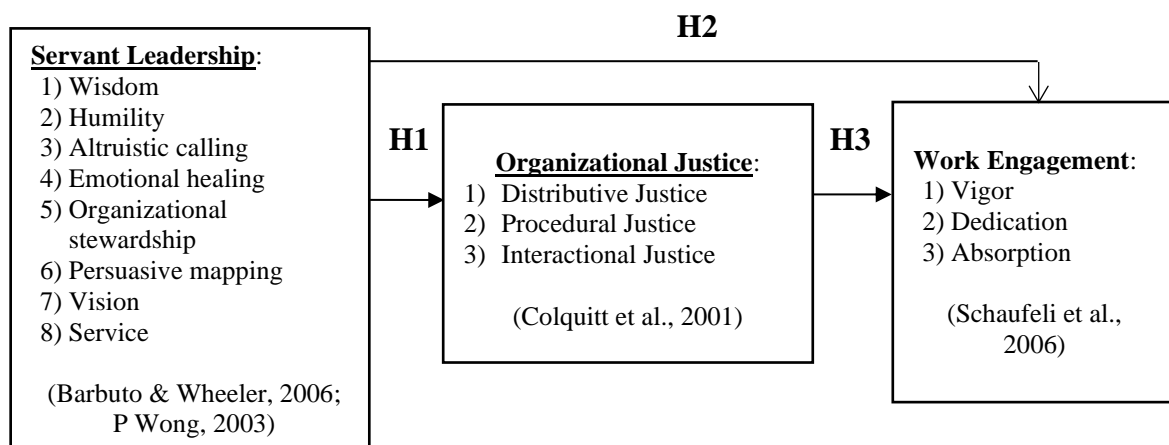 H2
Servant Leadership:
1) Wisdom
2) Humility
3) Altruistic calling
4) Emotional healing
5) Organizational
stewardship
6) Persuasive mapping
7) Vision
8) Service
(Barbuto & Wheeler, 2006;
P Wong, 2003)
H1
Organizational Justice:
1) Distributive Justice
2) Procedural Justice
3) Interactional Justice
(Colquitt et al., 2001)
H3
Work Engagement:
1) Vigor
2) Dedication
3) Absorption
(Schaufeli et al.,
2006)